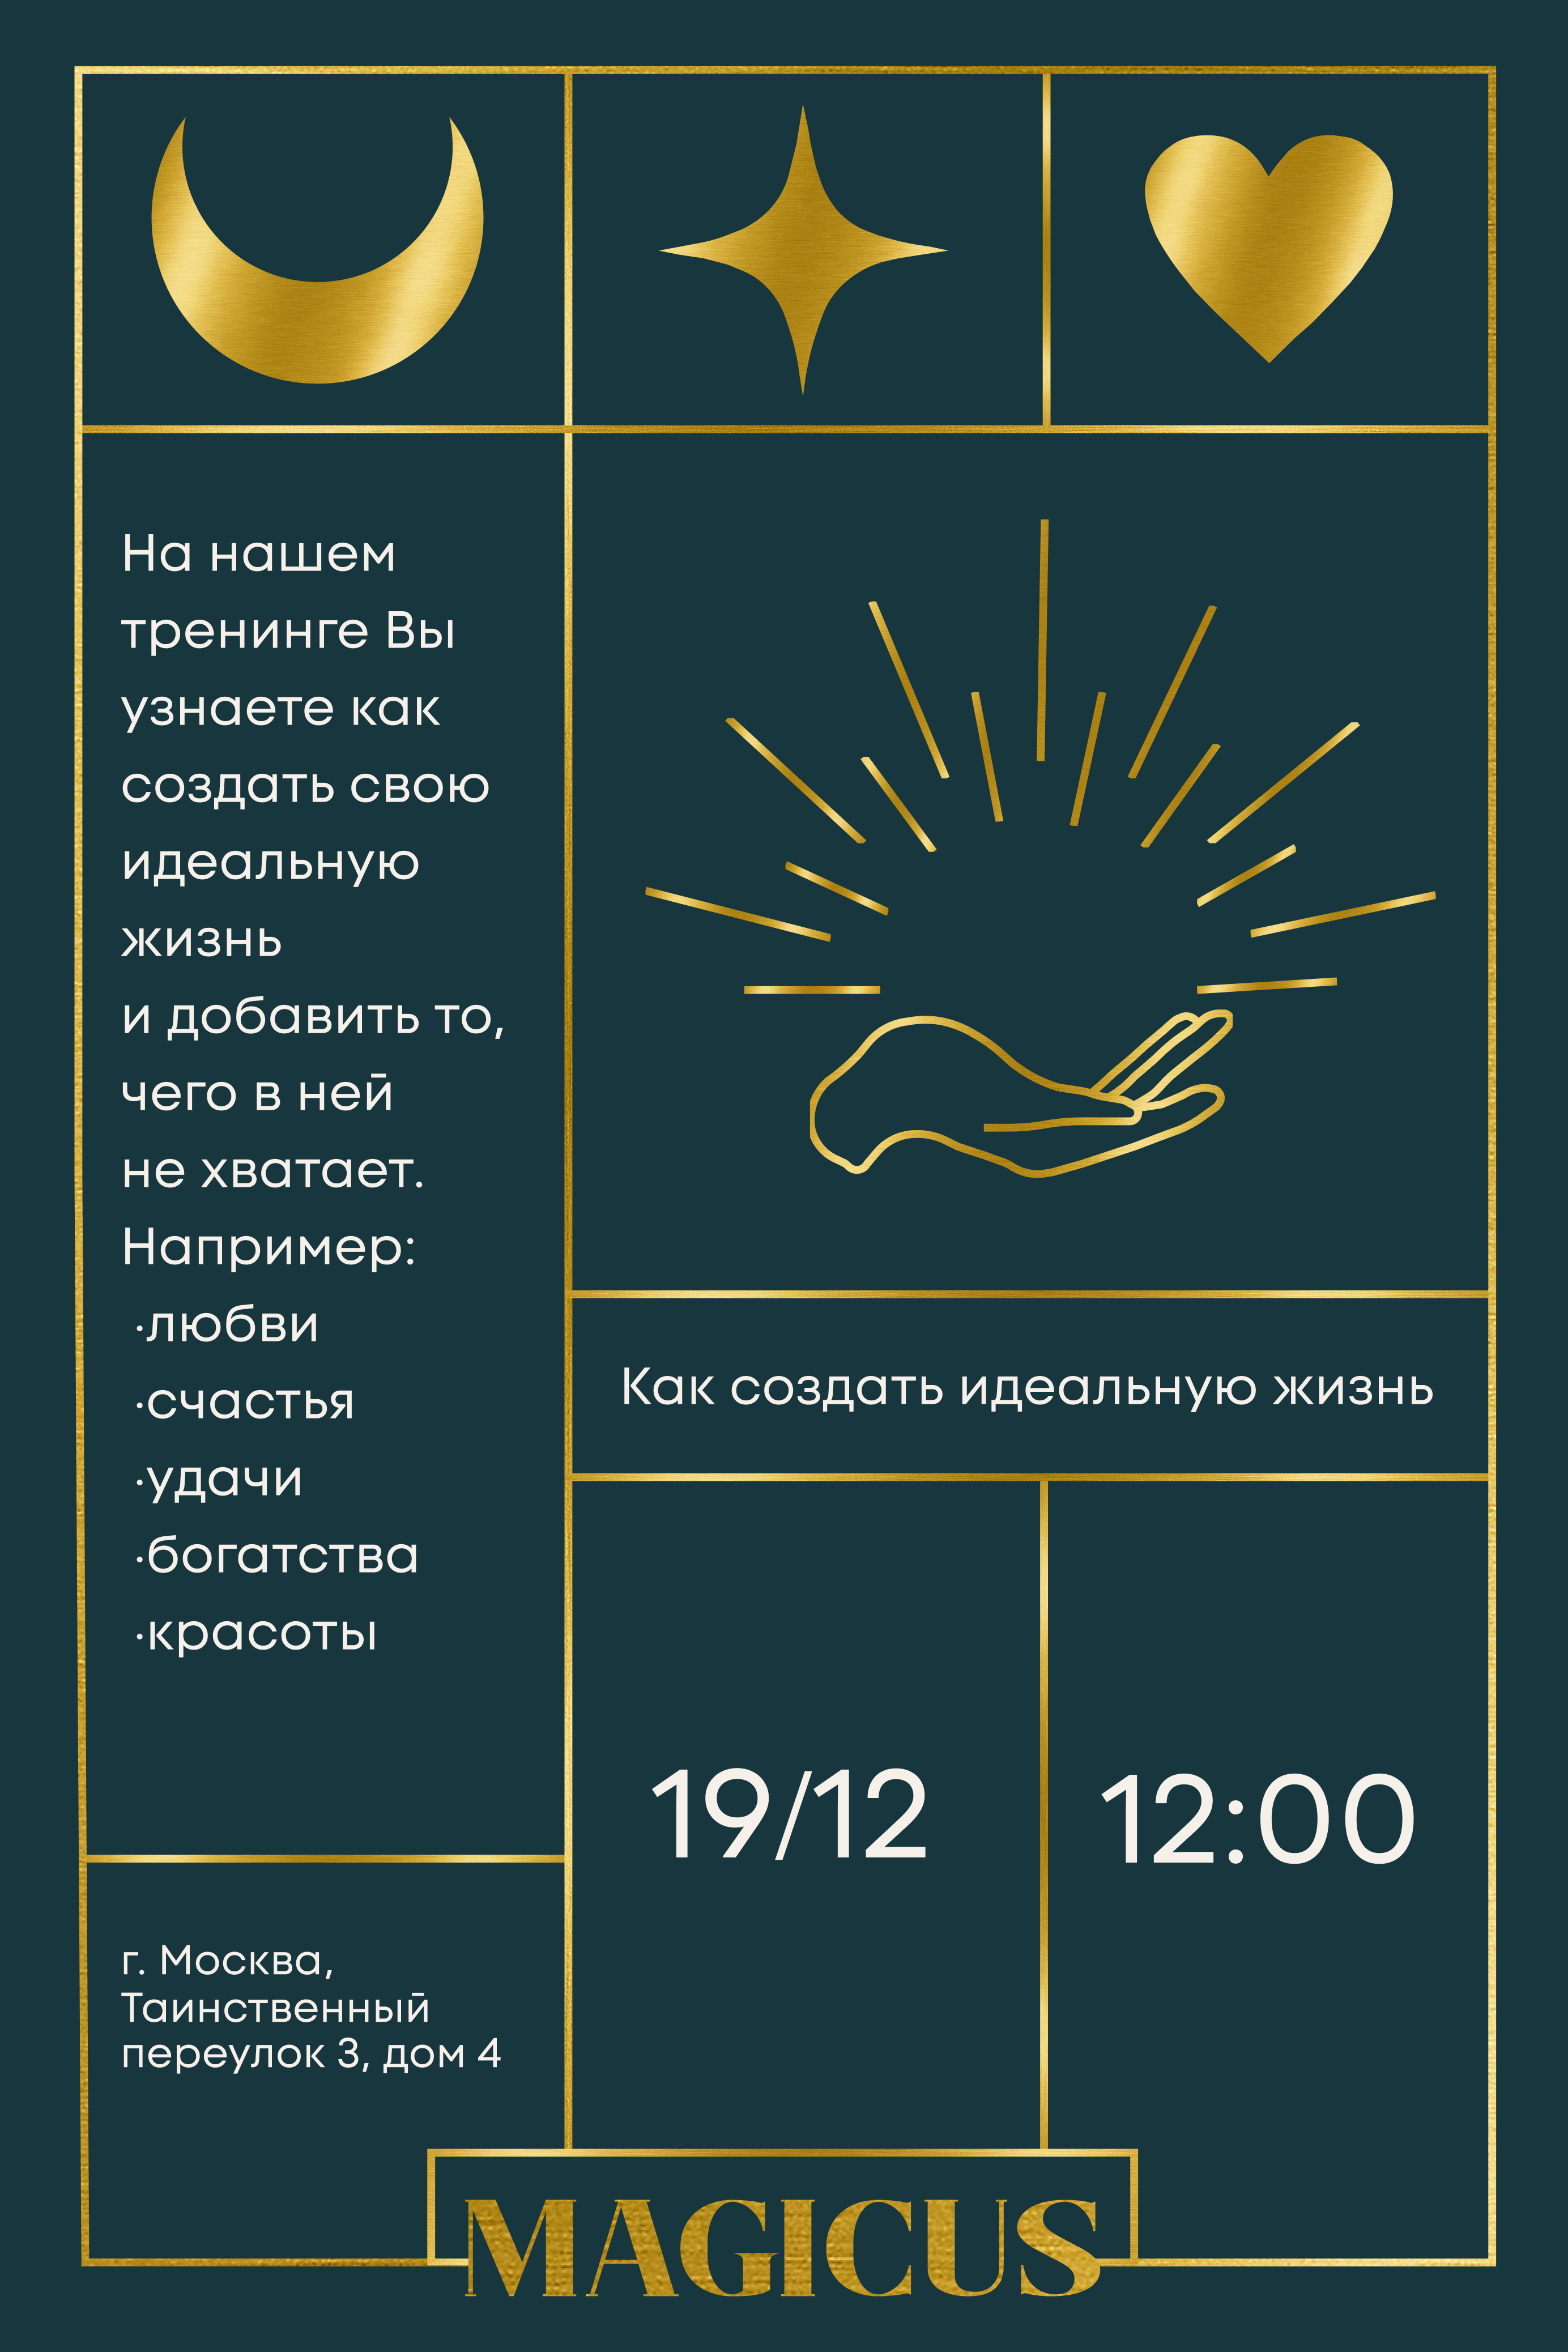 На нашем
тренинге Вы
узнаете как
создать свою
идеальную
жизнь
и добавить то,
чего в ней
не хватает.
Например:
·любви
·счастья
·удачи
·богатства
·красоты
Как создать идеальную жизнь
19/12
12:00
г. Москва,
Таинственный
переулок 3, дом 4
MAGICUS